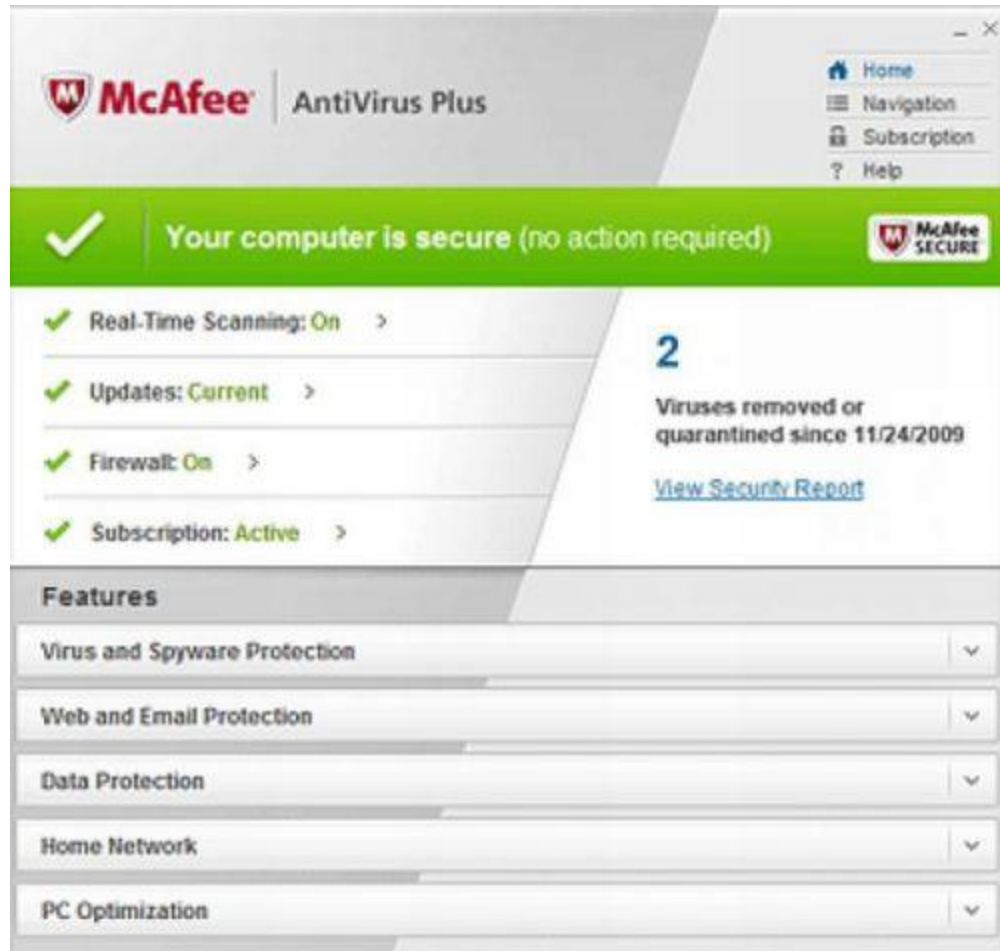 McAfee | AntiVirus Plus
Home
Navigation
Subscription
? Help
Your computer is secure (no action required)
McAfee
SECURE
Real-Time Scanning: On >
Updates: Current >
Firewall: On >
Subscription: Active >
2
Viruses removed or
quarantined since 11/24/2009
View Security Report
Features
Virus and Spyware Protection
Web and Email Protection
Data Protection
Home Network
PC Optimization